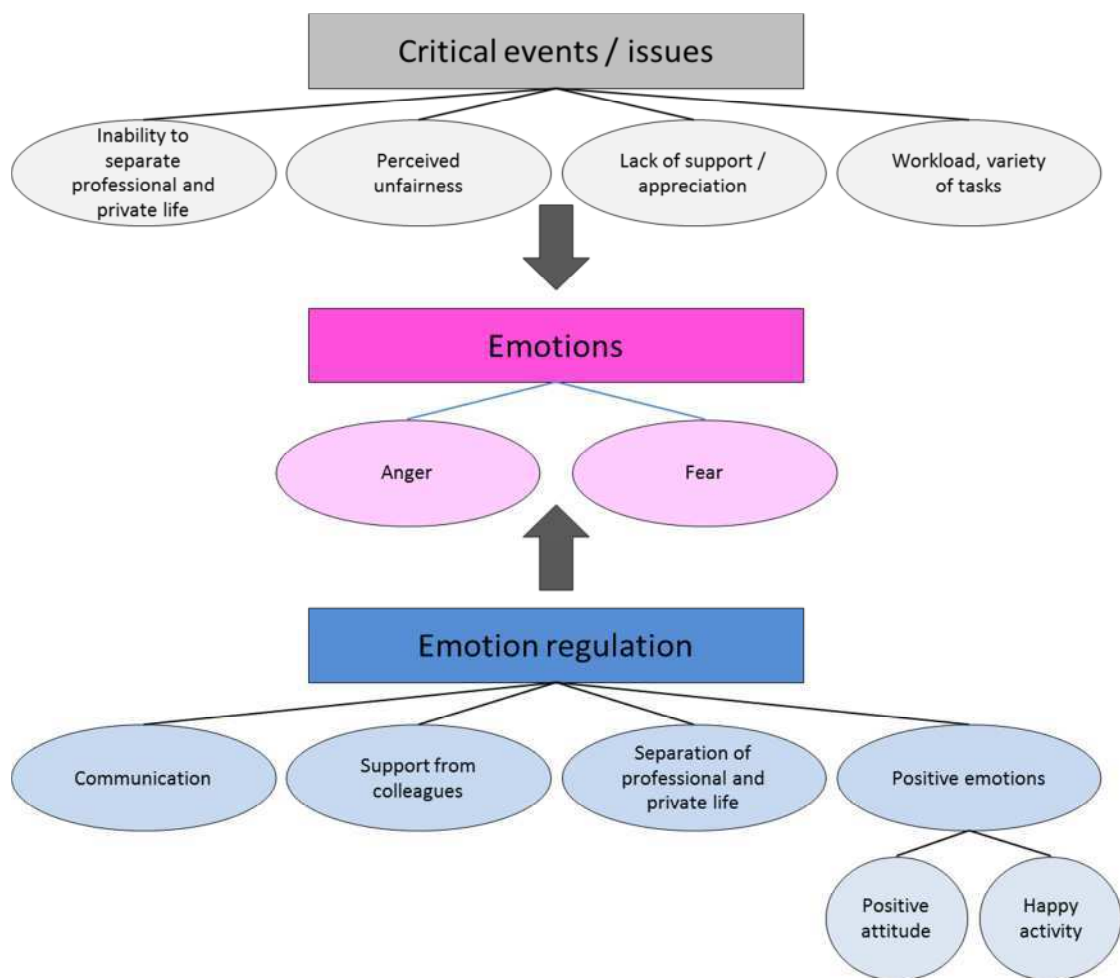 Critical events / issues
Inability to
separate
professional and
private life
Perceived
unfairness
Lack of support /
appreciation
Workload, variety
of tasks
Emotions
Anger
Fear
Emotion regulation
Communication
Support from
colleagues
Separation of
professional and
private life
Positive emotions
Positive
attitude
Happy
activity